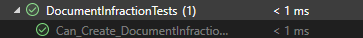 DocumentInfractionTests (1) < 1 ms
Can_Create_DocumentInfractio... < 1 ms